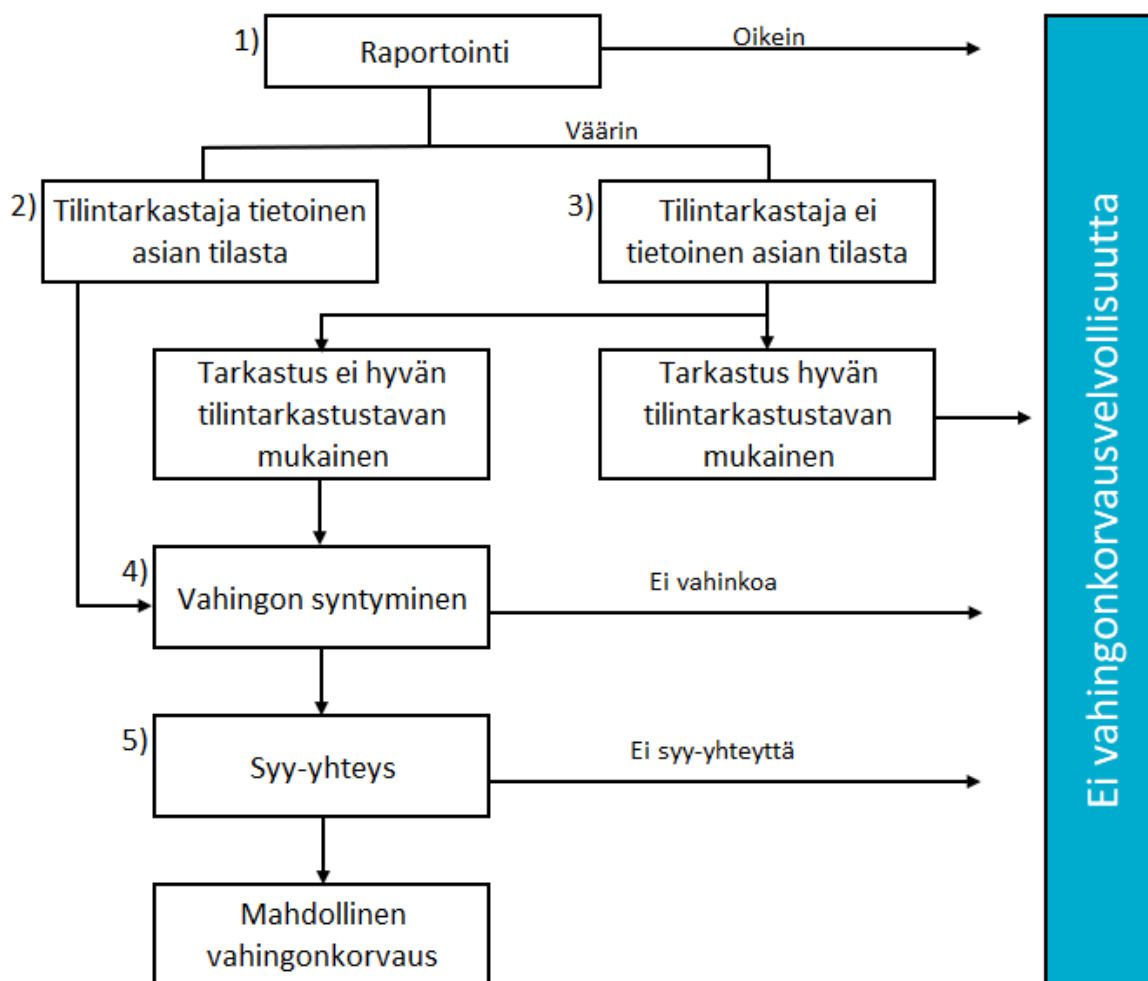 1)
Raportointi
Oikein
Väärin
2)
Tilintarkastaja tietoinen
asian tilasta
3)
Tilintarkastaja ei
tietoinen asian tilasta
Tarkastus ei hyvän
tilintarkastustavan
mukainen
Tarkastus hyvän
tilintarkastustavan
mukainen
4)
Vahingon syntyminen
Ei vahinkoa
5)
Syy-yhteys
Ei syy-yhteyttä
Mahdollinen
vahingonkorvaus
Ei vahingonkorvausvelvollisuutta